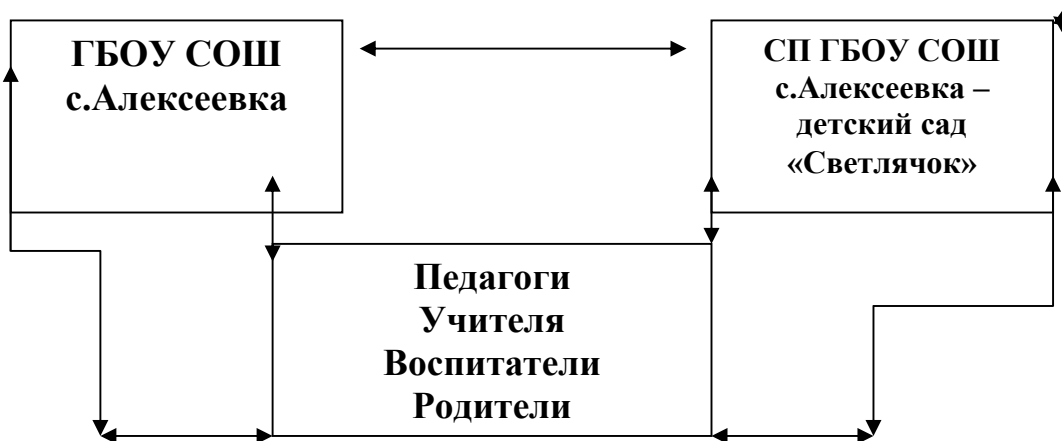 ГБОУ СОШ
с.Алексеевка
СП ГБОУ СОШ
с.Алексеевка –
детский сад
«Светлячок»
Педагоги
Учителя
Воспитатели
Родители